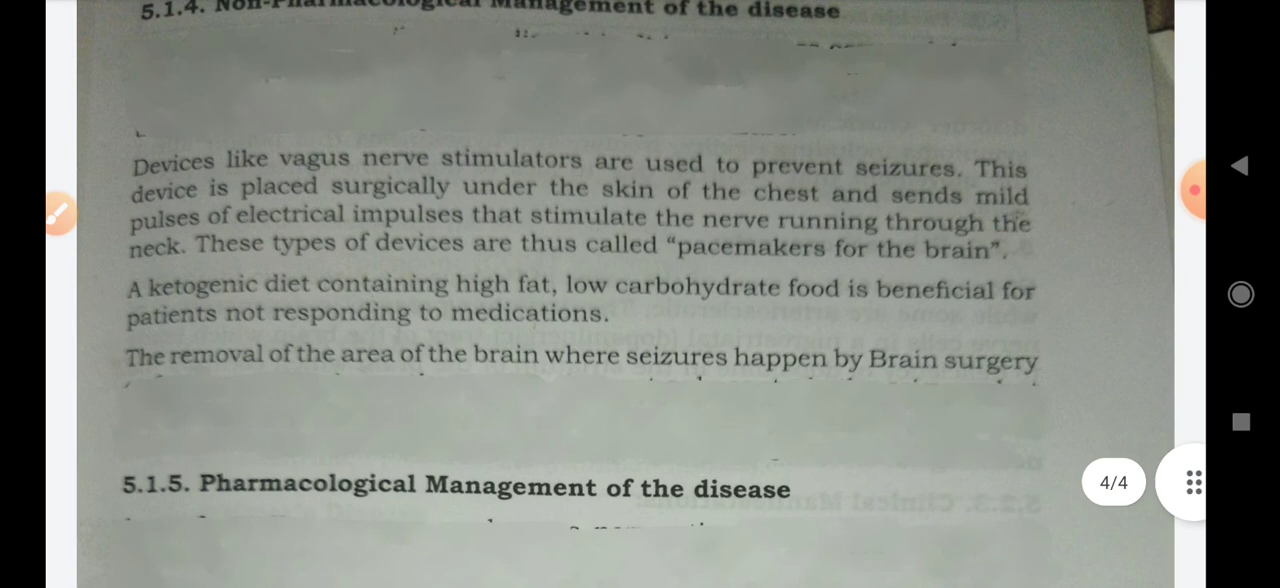 5.1.4. Non-Pharmacological Management of the disease
Devices like vagus nerve stimulators are used to prevent seizures. This
device is placed surgically under the skin of the chest and sends mild
pulses of electrical impulses that stimulate the nerve running through the
neck. These types of devices are thus called “pacemakers for the brain”.
A ketogenic diet containing high fat, low carbohydrate food is beneficial for
patients not responding to medications.
The removal of the area of the brain where seizures happen by Brain surgery
5.1.5. Pharmacological Management of the disease
4/4